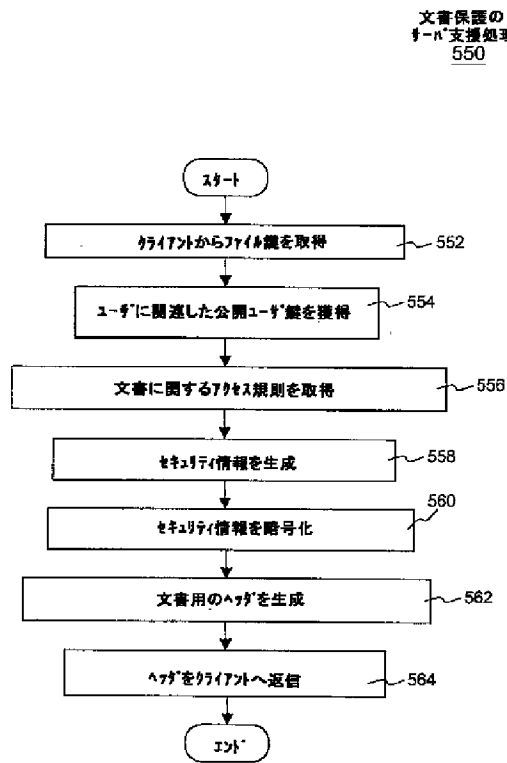 文書保護の
サーバ支援処理
550
スタート
クライアントからファイル鍵を取得
552
ユーザに関連した公開ユーザ鍵を獲得
554
文書に関するアクセス規則を取得
556
セキュリティ情報を生成
558
セキュリティ情報を暗号化
560
文書用のヘッダを生成
562
ヘッダをクライアントへ返信
564
エンド